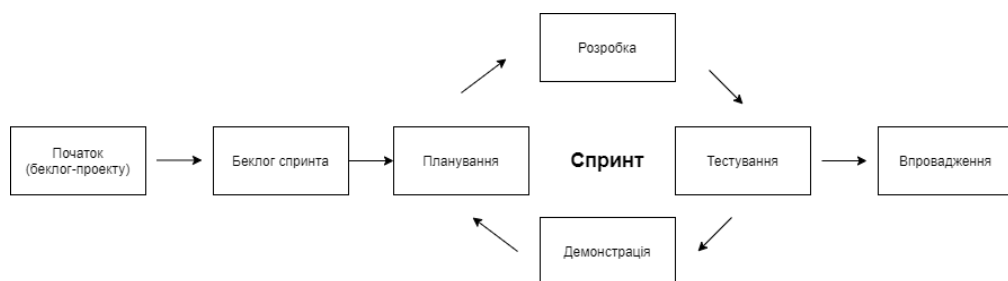 Розробка
Початок
(беклог-проекту)
Беклог спринта
Планування
Спринт
Тестування
Впровадження
Демонстрація